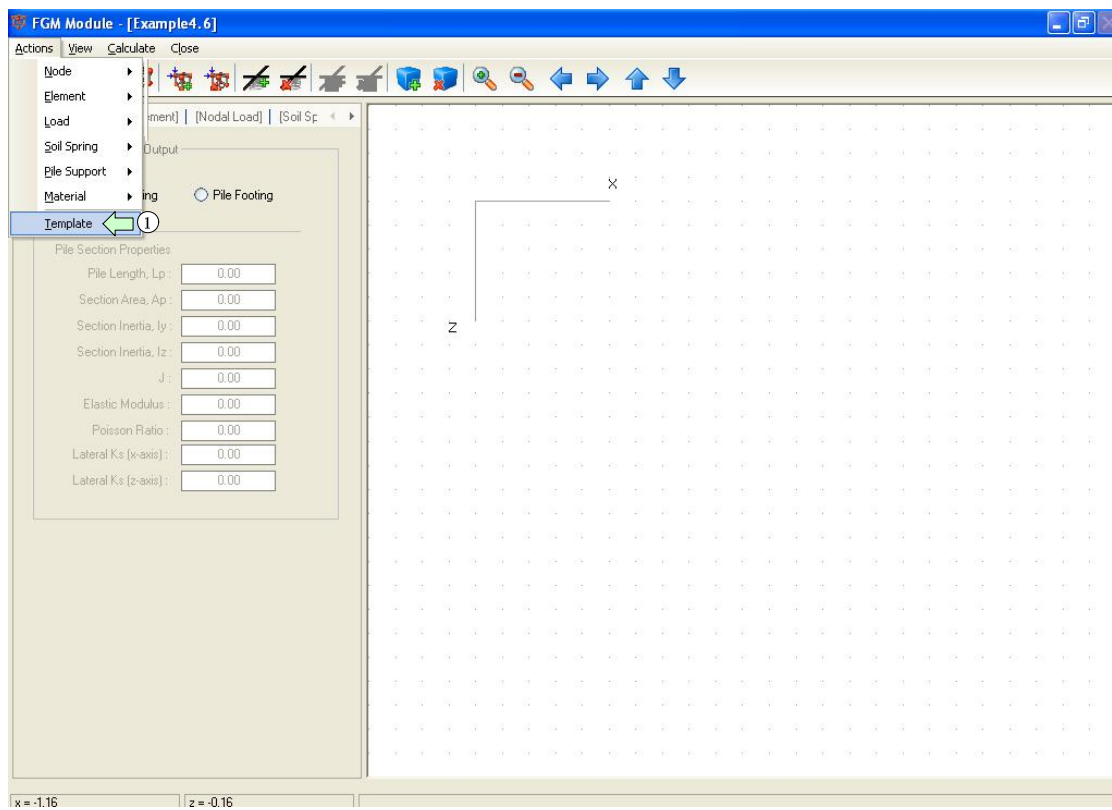 FGM Module - [Example4.6]
Actions View Calculate Close
Node
Element
Load
Soil Spring
Pile Support
Material
Template
1
ement] [Nodal Load] [Soil Sp
Output
ing Pile Footing
Pile Section Properties
Pile Length, Lp : 0.00
Section Area, Ap : 0.00
Section Inertia, Iy : 0.00
Section Inertia, Iz : 0.00
J : 0.00
Elastic Modulus : 0.00
Poisson Ratio : 0.00
Lateral Ks (x-axis) : 0.00
Lateral Ks (z-axis) : 0.00
X
Z
x = -1.16 z = -0.16